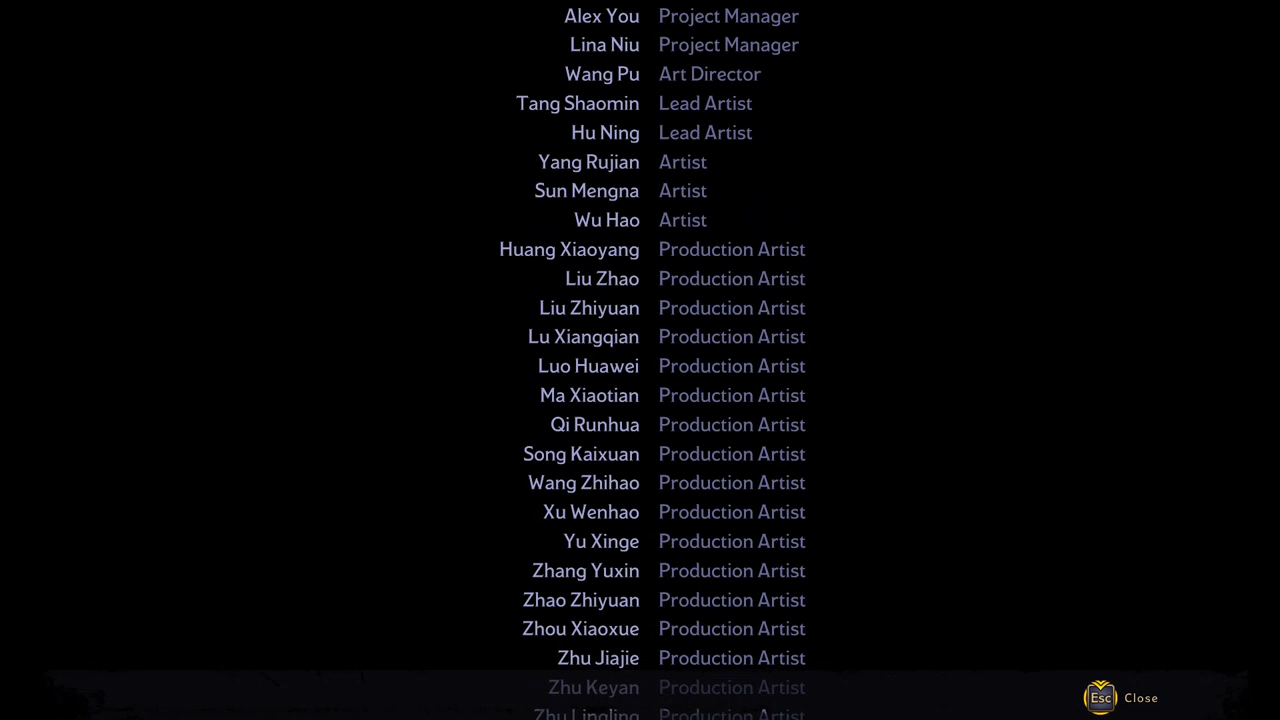 Alex You Project Manager
Lina Niu Project Manager
Wang Pu Art Director
Tang Shaomin Lead Artist
Hu Ning Lead Artist
Yang Rujian Artist
Sun Mengna Artist
Wu Hao Artist
Huang Xiaoyang Production Artist
Liu Zhao Production Artist
Liu Zhiyuan Production Artist
Lu Xiangqian Production Artist
Luo Huawei Production Artist
Ma Xiaotian Production Artist
Qi Runhua Production Artist
Song Kaixuan Production Artist
Wang Zhihao Production Artist
Xu Wenhao Production Artist
Yu Xinge Production Artist
Zhang Yuxin Production Artist
Zhao Zhiyuan Production Artist
Zhou Xiaoxue Production Artist
Zhu Jiajie Production Artist
Zhu Keyan Production Artist
Zhu Lingling Production Artist
Esc Close